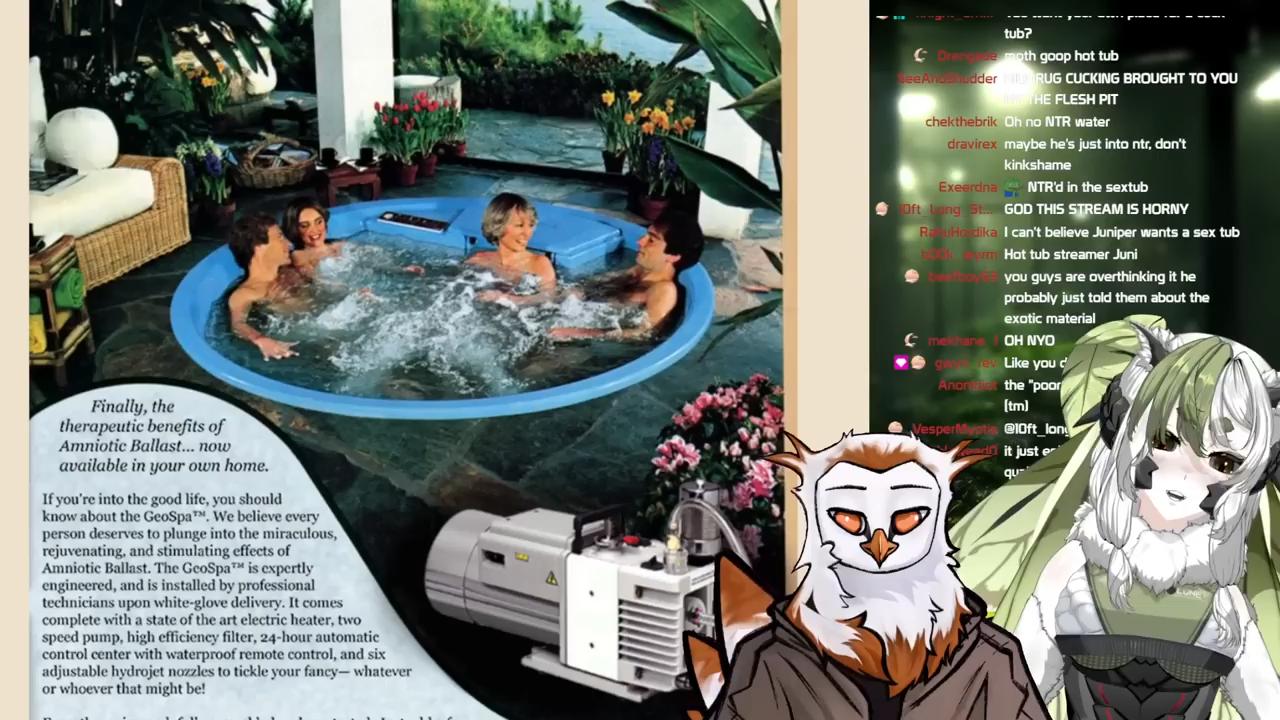 Finally, the
therapeutic benefits of
Amniotic Ballast... now
available in your own home.
If you're into the good life, you should
know about the GeoSpa™. We believe every
person deserves to plunge into the miraculous,
rejuvenating, and stimulating effects of
Amniotic Ballast. The GeoSpa™ is expertly
engineered, and is installed by professional
technicians upon white-glove delivery. It comes
complete with a state of the art electric heater, two
speed pump, high efficiency filter, 24-hour automatic
control center with waterproof remote control, and six
adjustable hydrojet nozzles to tickle your fancy— whatever
or whoever that might be!
tub?
Drengade moth goop hot tub
SeeAndShudder RUG CUCKING BROUGHT TO YOU
THE FLESH PIT
chekthebrik Oh no NTR water
dravirex maybe he's just into ntr, don't
kinkshame
Exeerdna NTR'd in the sextub
10ft_Long_St... GOD THIS STREAM IS HORNY
I can't believe Juniper wants a sex tub
Hot tub streamer Juni
beefboy63 you guys are overthinking it he
probably just told them about the
exotic material
OH NYO
Like you
the "poor
(tm)
VesperMystic
it just